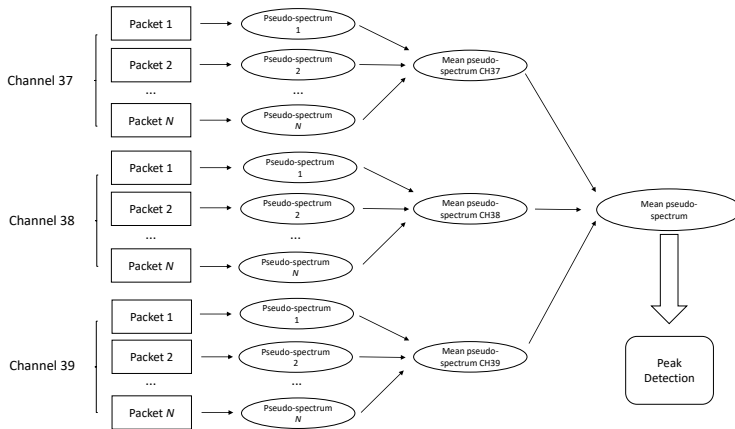 Channel 37
Packet 1
Pseudo-spectrum
1
Packet 2
Pseudo-spectrum
2
...
...
Packet N
Pseudo-spectrum
N
Mean pseudo-
spectrum CH37
Channel 38
Packet 1
Pseudo-spectrum
1
Packet 2
Pseudo-spectrum
2
...
...
Packet N
Pseudo-spectrum
N
Mean pseudo-
spectrum CH38
Channel 39
Packet 1
Pseudo-spectrum
1
Packet 2
Pseudo-spectrum
2
...
...
Packet N
Pseudo-spectrum
N
Mean pseudo-
spectrum CH39
Mean pseudo-
spectrum
Peak
Detection